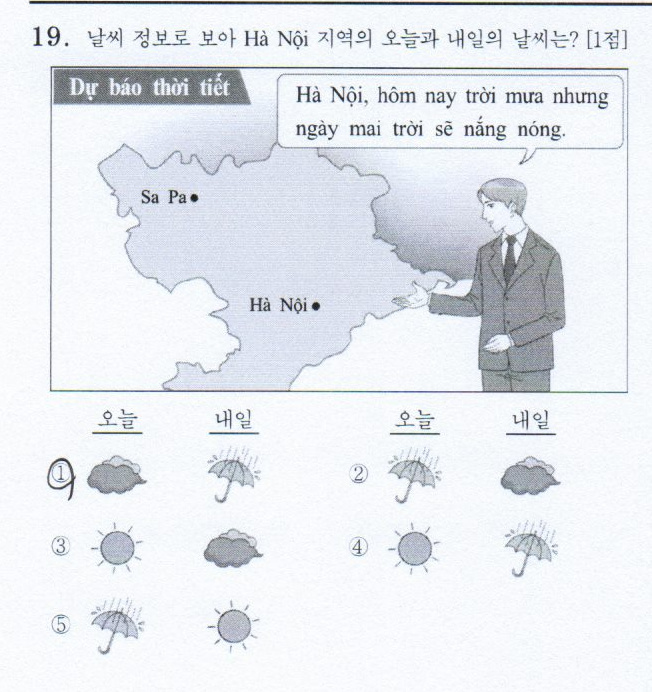 19. 날씨 정보로 보아 Hà Nội 지역의 오늘과 내일의 날씨는? [1점]
Dự báo thời tiết
Hà Nội, hôm nay trời mưa nhưng
ngày mai trời sẽ nắng nóng.
Sa Pa
Hà Nội
오늘 내일 오늘 내일
① ②
③ ④
⑤